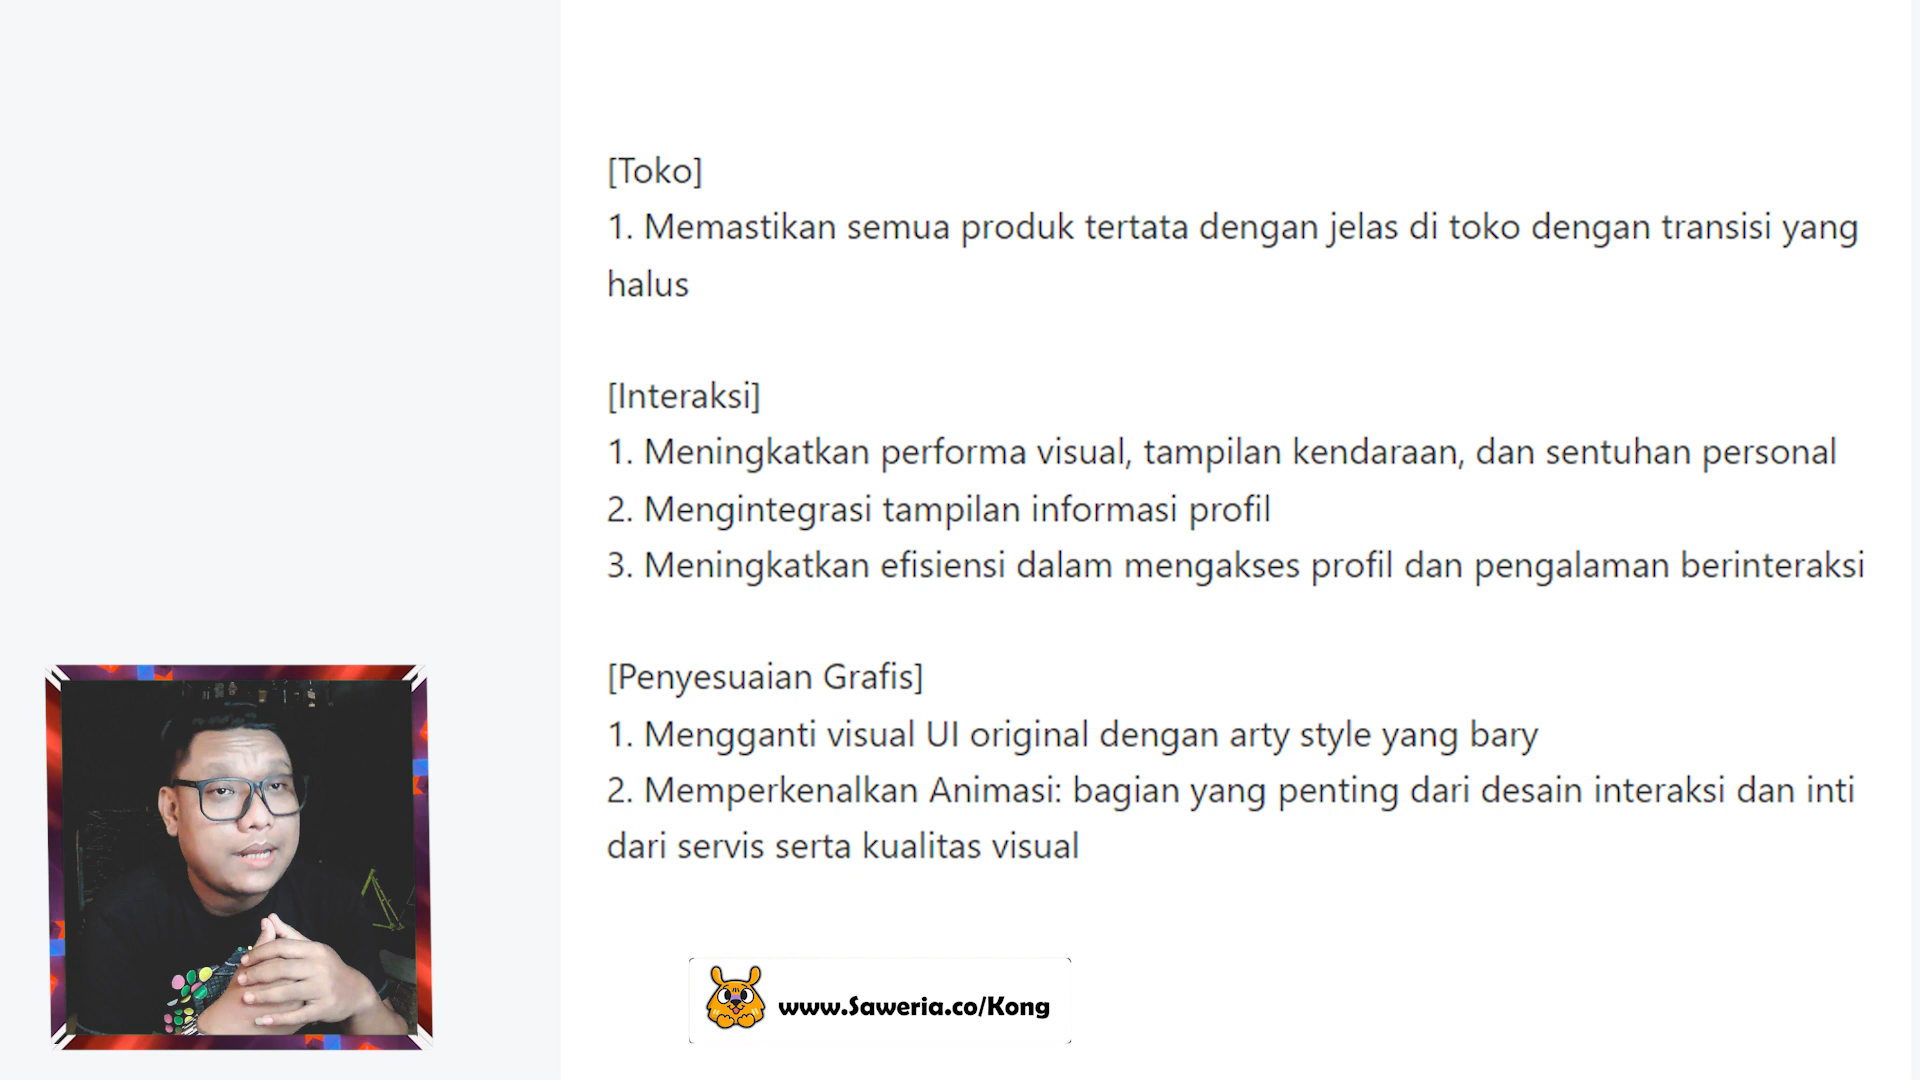 [Toko]
1. Memastikan semua produk tertata dengan jelas di toko dengan transisi yang
halus
[Interaksi]
1. Meningkatkan performa visual, tampilan kendaraan, dan sentuhan personal
2. Mengintegrasi tampilan informasi profil
3. Meningkatkan efisiensi dalam mengakses profil dan pengalaman berinteraksi
[Penyesuaian Grafis]
1. Mengganti visual UI original dengan arty style yang bary
2. Memperkenalkan Animasi: bagian yang penting dari desain interaksi dan inti
dari servis serta kualitas visual
www.Saweria.co/Kong